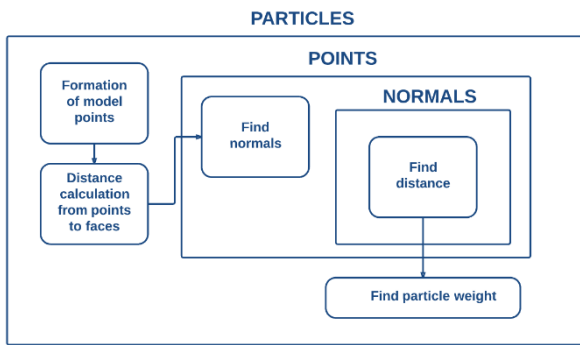 PARTICLES
POINTS
NORMALS
Formation
of model
points
Distance
calculation
from points
to faces
Find
normals
Find
distance
Find particle weight